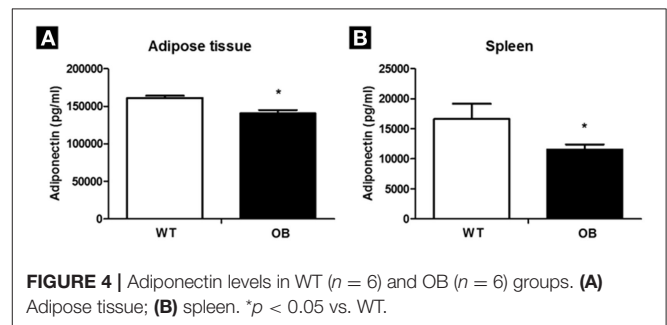 A
Adipose tissue
Adiponectin (pg/ml)
200000
150000
100000
50000
0
WT
OB
*
B
Spleen
Adiponectin (pg/ml)
25000
20000
15000
10000
5000
0
WT
OB
*
FIGURE 4 | Adiponectin levels in WT (n = 6) and OB (n = 6) groups. (A)
Adipose tissue; (B) spleen. *p < 0.05 vs. WT.